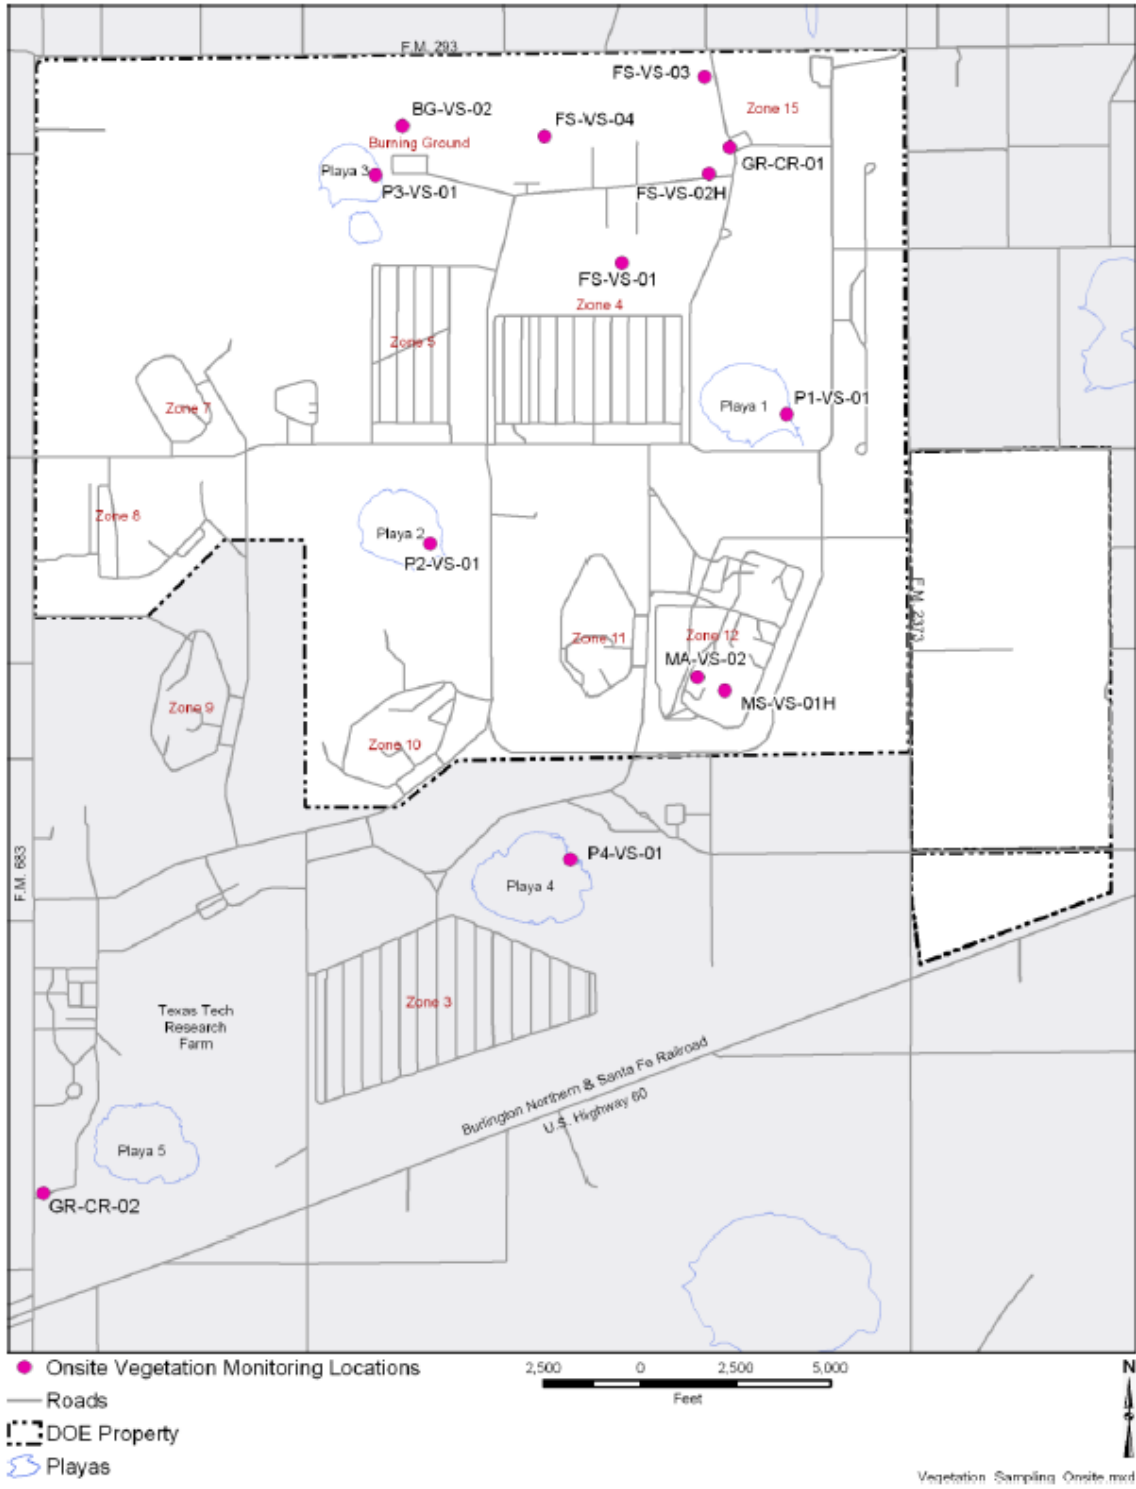 F.M. 293
FS-VS-03
Zone 15
BG-VS-02
FS-VS-04
Burning Ground
GR-CR-01
Playa 3
P3-VS-01
FS-VS-02H
FS-VS-01
Zone 4
Zone 5
P1-VS-01
Playa 1
Zone 7
Zone 8
Playa 2
P2-VS-01
F.M. 2373
Zone 11
Zone 12
MA-VS-02
MS-VS-01H
Zone 9
Zone 10
F.M. 683
P4-VS-01
Playa 4
Zone 3
Texas Tech
Research
Farm
Burlington Northern & Santa Fe Railroad
U.S. Highway 60
Playa 5
GR-CR-02
Onsite Vegetation Monitoring Locations
Roads
DOE Property
Playas
2,500 0 2,500 5,000
Feet
N
Vegetation_Sampling_Onsite.mxd